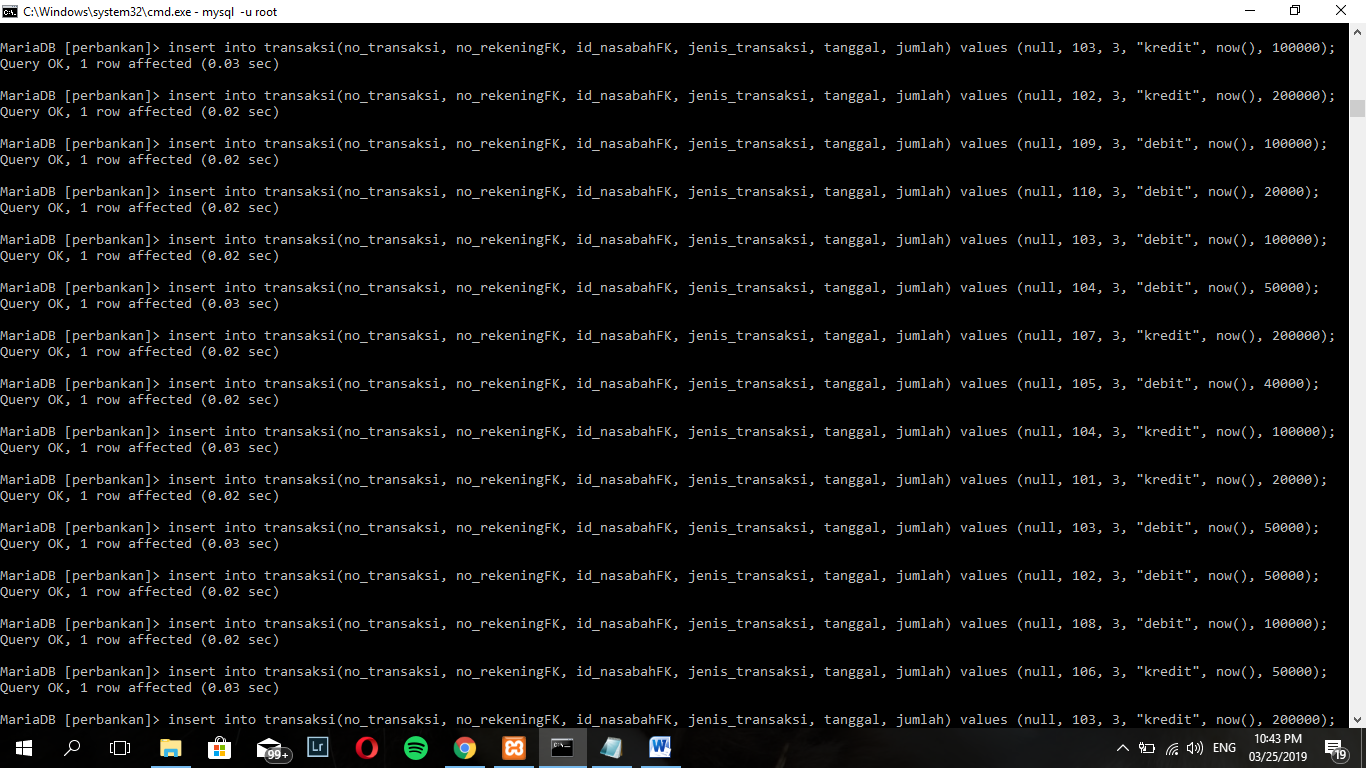 C:\Windows\system32\cmd.exe - mysql -u root
MariaDB [perbankan]> insert into transaksi(no_transaksi, no_rekeningFK, id_nasabahFK, jenis_transaksi, tanggal, jumlah) values (null, 103, 3, "kredit", now(), 100000);
Query OK, 1 row affected (0.03 sec)
MariaDB [perbankan]> insert into transaksi(no_transaksi, no_rekeningFK, id_nasabahFK, jenis_transaksi, tanggal, jumlah) values (null, 102, 3, "kredit", now(), 200000);
Query OK, 1 row affected (0.02 sec)
MariaDB [perbankan]> insert into transaksi(no_transaksi, no_rekeningFK, id_nasabahFK, jenis_transaksi, tanggal, jumlah) values (null, 109, 3, "debit", now(), 100000);
Query OK, 1 row affected (0.02 sec)
MariaDB [perbankan]> insert into transaksi(no_transaksi, no_rekeningFK, id_nasabahFK, jenis_transaksi, tanggal, jumlah) values (null, 110, 3, "debit", now(), 20000);
Query OK, 1 row affected (0.02 sec)
MariaDB [perbankan]> insert into transaksi(no_transaksi, no_rekeningFK, id_nasabahFK, jenis_transaksi, tanggal, jumlah) values (null, 103, 3, "debit", now(), 100000);
Query OK, 1 row affected (0.02 sec)
MariaDB [perbankan]> insert into transaksi(no_transaksi, no_rekeningFK, id_nasabahFK, jenis_transaksi, tanggal, jumlah) values (null, 104, 3, "debit", now(), 50000);
Query OK, 1 row affected (0.03 sec)
MariaDB [perbankan]> insert into transaksi(no_transaksi, no_rekeningFK, id_nasabahFK, jenis_transaksi, tanggal, jumlah) values (null, 107, 3, "kredit", now(), 200000);
Query OK, 1 row affected (0.02 sec)
MariaDB [perbankan]> insert into transaksi(no_transaksi, no_rekeningFK, id_nasabahFK, jenis_transaksi, tanggal, jumlah) values (null, 105, 3, "debit", now(), 40000);
Query OK, 1 row affected (0.02 sec)
MariaDB [perbankan]> insert into transaksi(no_transaksi, no_rekeningFK, id_nasabahFK, jenis_transaksi, tanggal, jumlah) values (null, 104, 3, "kredit", now(), 100000);
Query OK, 1 row affected (0.03 sec)
MariaDB [perbankan]> insert into transaksi(no_transaksi, no_rekeningFK, id_nasabahFK, jenis_transaksi, tanggal, jumlah) values (null, 101, 3, "kredit", now(), 20000);
Query OK, 1 row affected (0.02 sec)
MariaDB [perbankan]> insert into transaksi(no_transaksi, no_rekeningFK, id_nasabahFK, jenis_transaksi, tanggal, jumlah) values (null, 103, 3, "debit", now(), 50000);
Query OK, 1 row affected (0.03 sec)
MariaDB [perbankan]> insert into transaksi(no_transaksi, no_rekeningFK, id_nasabahFK, jenis_transaksi, tanggal, jumlah) values (null, 102, 3, "debit", now(), 50000);
Query OK, 1 row affected (0.02 sec)
MariaDB [perbankan]> insert into transaksi(no_transaksi, no_rekeningFK, id_nasabahFK, jenis_transaksi, tanggal, jumlah) values (null, 108, 3, "debit", now(), 100000);
Query OK, 1 row affected (0.02 sec)
MariaDB [perbankan]> insert into transaksi(no_transaksi, no_rekeningFK, id_nasabahFK, jenis_transaksi, tanggal, jumlah) values (null, 106, 3, "kredit", now(), 50000);
Query OK, 1 row affected (0.03 sec)
MariaDB [perbankan]> insert into transaksi(no_transaksi, no_rekeningFK, id_nasabahFK, jenis_transaksi, tanggal, jumlah) values (null, 103, 3, "kredit", now(), 200000);
99+
Lr
W
ENG
10:43 PM
03/25/2019
19